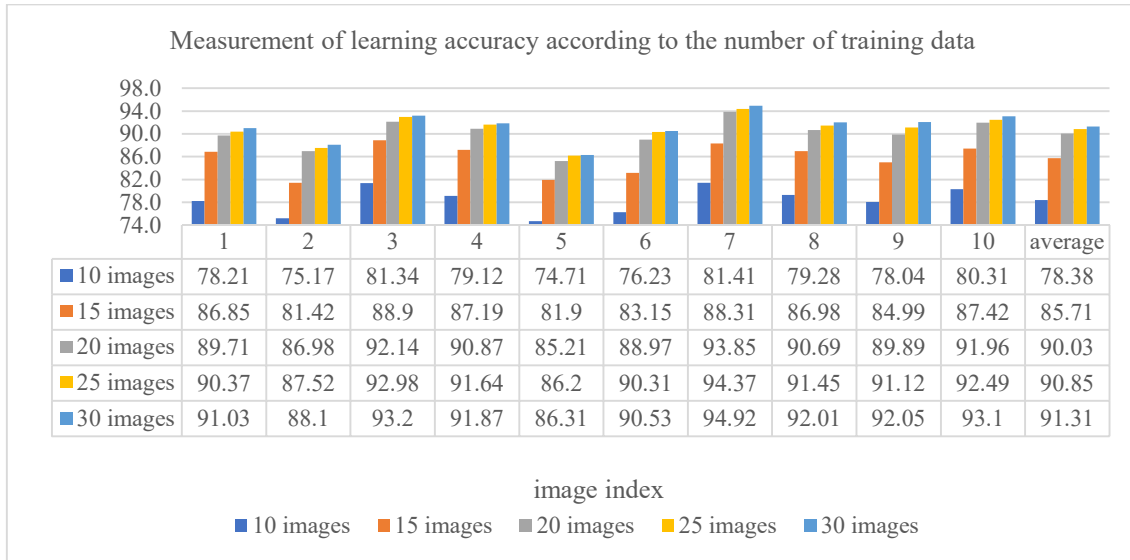 Measurement of learning accuracy according to the number of training data
98.0
94.0
90.0
86.0
82.0
78.0
74.0
1 2 3 4 5 6 7 8 9 10 average
10 images 78.21 75.17 81.34 79.12 74.71 76.23 81.41 79.28 78.04 80.31 78.38
15 images 86.85 81.42 88.9 87.19 81.9 83.15 88.31 86.98 84.99 87.42 85.71
20 images 89.71 86.98 92.14 90.87 85.21 88.97 93.85 90.69 89.89 91.96 90.03
25 images 90.37 87.52 92.98 91.64 86.2 90.31 94.37 91.45 91.12 92.49 90.85
30 images 91.03 88.1 93.2 91.87 86.31 90.53 94.92 92.01 92.05 93.1 91.31
image index
10 images 15 images 20 images 25 images 30 images